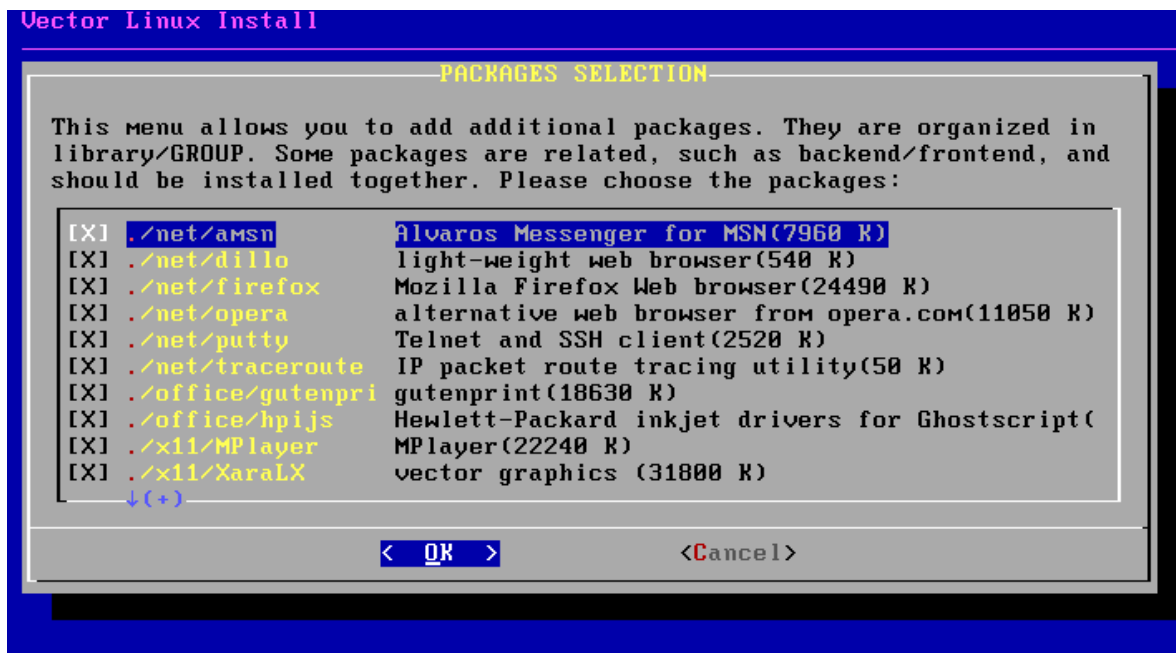 Vector Linux Install
PACKAGES SELECTION
This menu allows you to add additional packages. They are organized in
library/GROUP. Some packages are related, such as backend/frontend, and
should be installed together. Please choose the packages:
[X] ./net/amsn Alvaros Messenger for MSN(7960 K)
[X] ./net/dillo light-weight web browser(540 K)
[X] ./net/firefox Mozilla Firefox Web browser(24490 K)
[X] ./net/opera alternative web browser from opera.com(11050 K)
[X] ./net/putty Telnet and SSH client(2520 K)
[X] ./net/traceroute IP packet route tracing utility(50 K)
[X] ./office/gutenpri gutenprint(18630 K)
[X] ./office/hpijs Hewlett-Packard inkjet drivers for Ghostscript(
[X] ./x11/MPlayer MPlayer(22240 K)
[X] ./x11/XaraLX vector graphics (31800 K)
↓(+)
< OK > <Cancel>